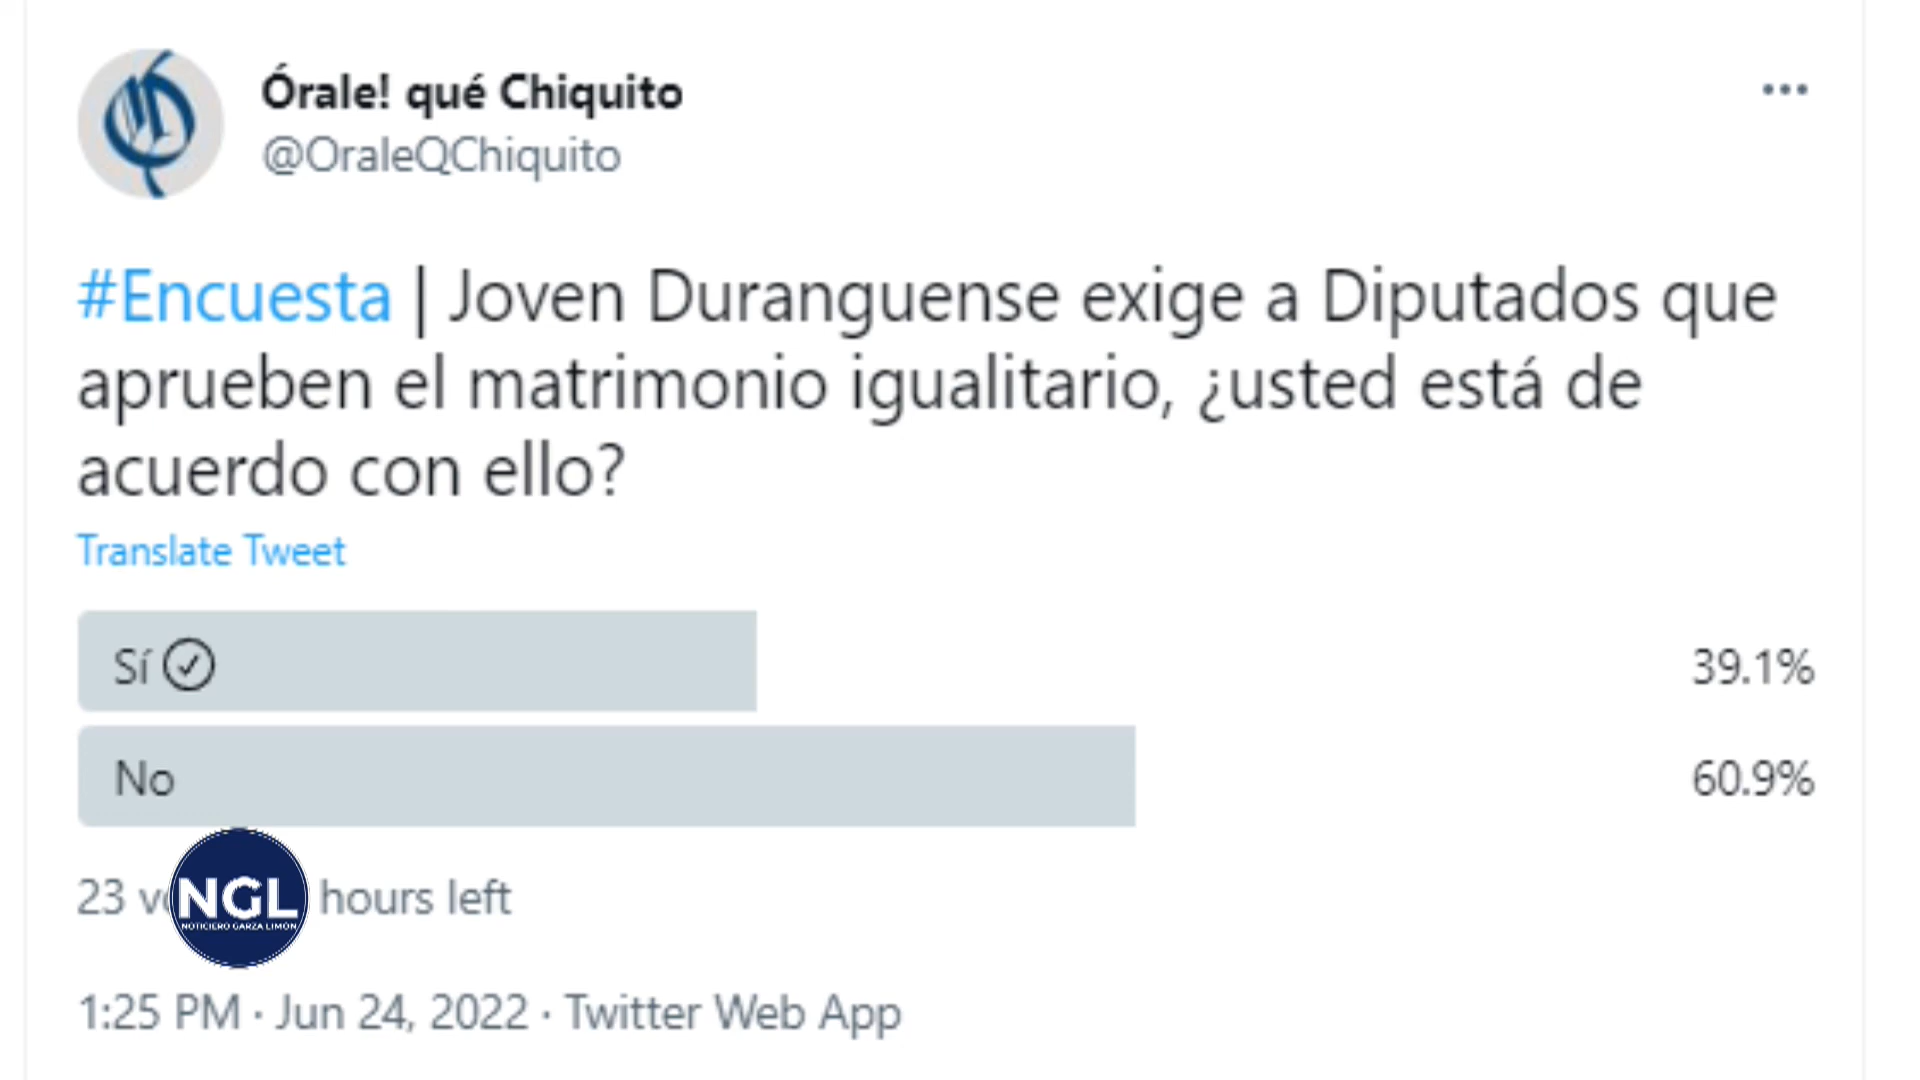 Órale! qué Chiquito
@OraleQChiquito
#Encuesta | Joven Duranguense exige a Diputados que
aprueben el matrimonio igualitario, ¿usted está de
acuerdo con ello?
Translate Tweet
Sí 39.1%
No 60.9%
23 hours left
NGL
NOTICIERO GARZA LIMÓN
1:25 PM · Jun 24, 2022 · Twitter Web App